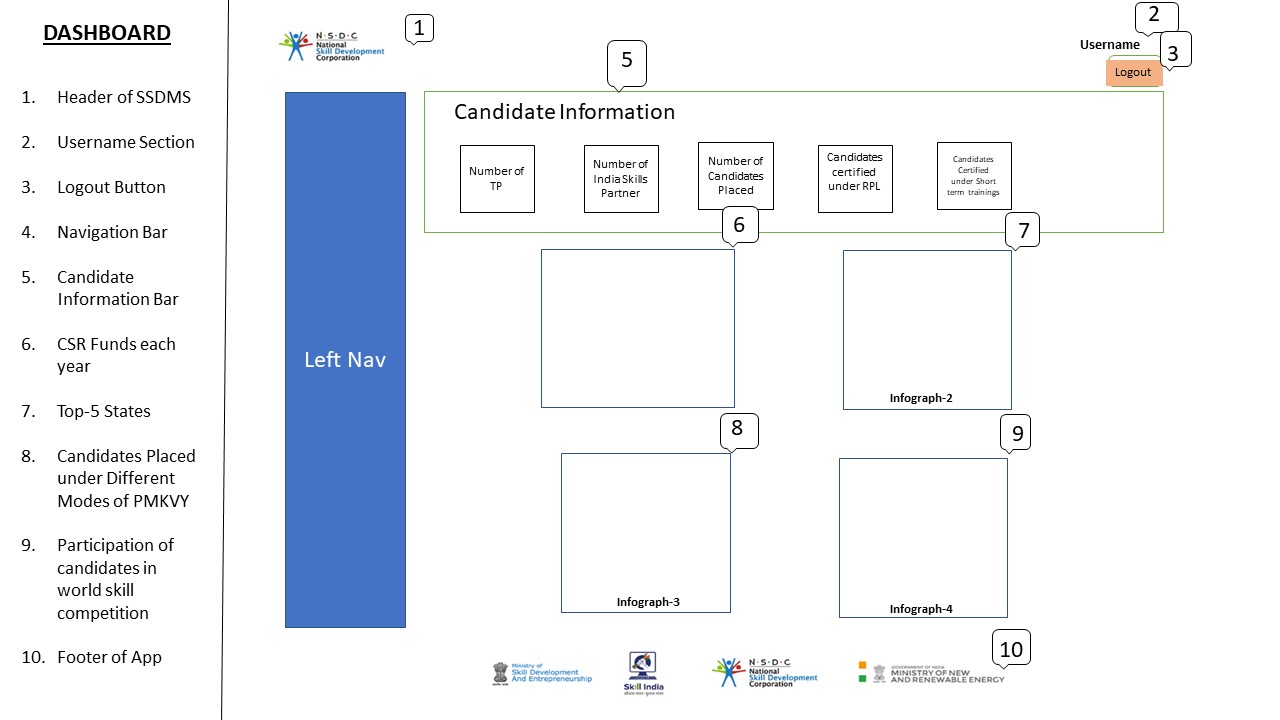 DASHBOARD
1. Header of SSDMS
2. Username Section
3. Logout Button
4. Navigation Bar
5. Candidate
Information Bar
6. CSR Funds each
year
7. Top-5 States
8. Candidates Placed
under Different
Modes of PMKVY
9. Participation of
candidates in
world skill
competition
10. Footer of App
N·S·D·C
National
Skill Development
Corporation
1
2
Username
3
Logout
5
Candidate Information
Number of
TP
Number of
India Skills
Partner
Number of
Candidates
Placed
Candidates
certified
under RPL
Candidates
Certified
under Short
term trainings
6
7
Left Nav
Infograph-2
8
9
Infograph-3
Infograph-4
10
Ministry of
Skill Development
And Entrepreneurship
Skill India
N·S·D·C
National
Skill Development
Corporation
GOVERNMENT OF INDIA
MINISTRY OF NEW
AND RENEWABLE ENERGY